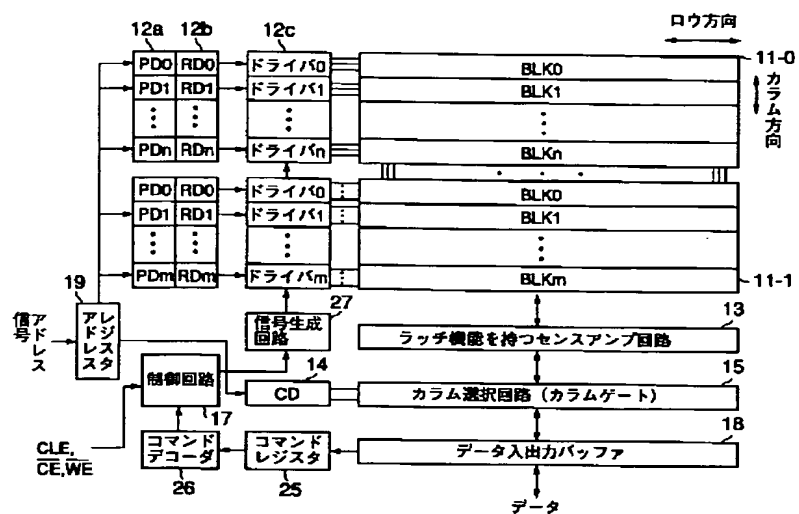 12a 12b 12c ロウ方向
PD0 RD0 ドライバ0 BLK0 11-0
PD1 RD1 ドライバ1 BLK1
カラム方向
PDn RDn ドライバn BLKn
PD0 RD0 ドライバ0 BLK0
PD1 RD1 ドライバ1 BLK1
PDm RDm ドライバm BLKm 11-1
19
アドレス
信号
アドレス
レジスタ
27
信号生成
回路
13
ラッチ機能を持つセンスアンプ回路
制御回路
17
14
CD
15
カラム選択回路(カラムゲート)
CLE,
CE,WE
コマンド
デコーダ
26
コマンド
レジスタ
25
18
データ入出力バッファ
データ